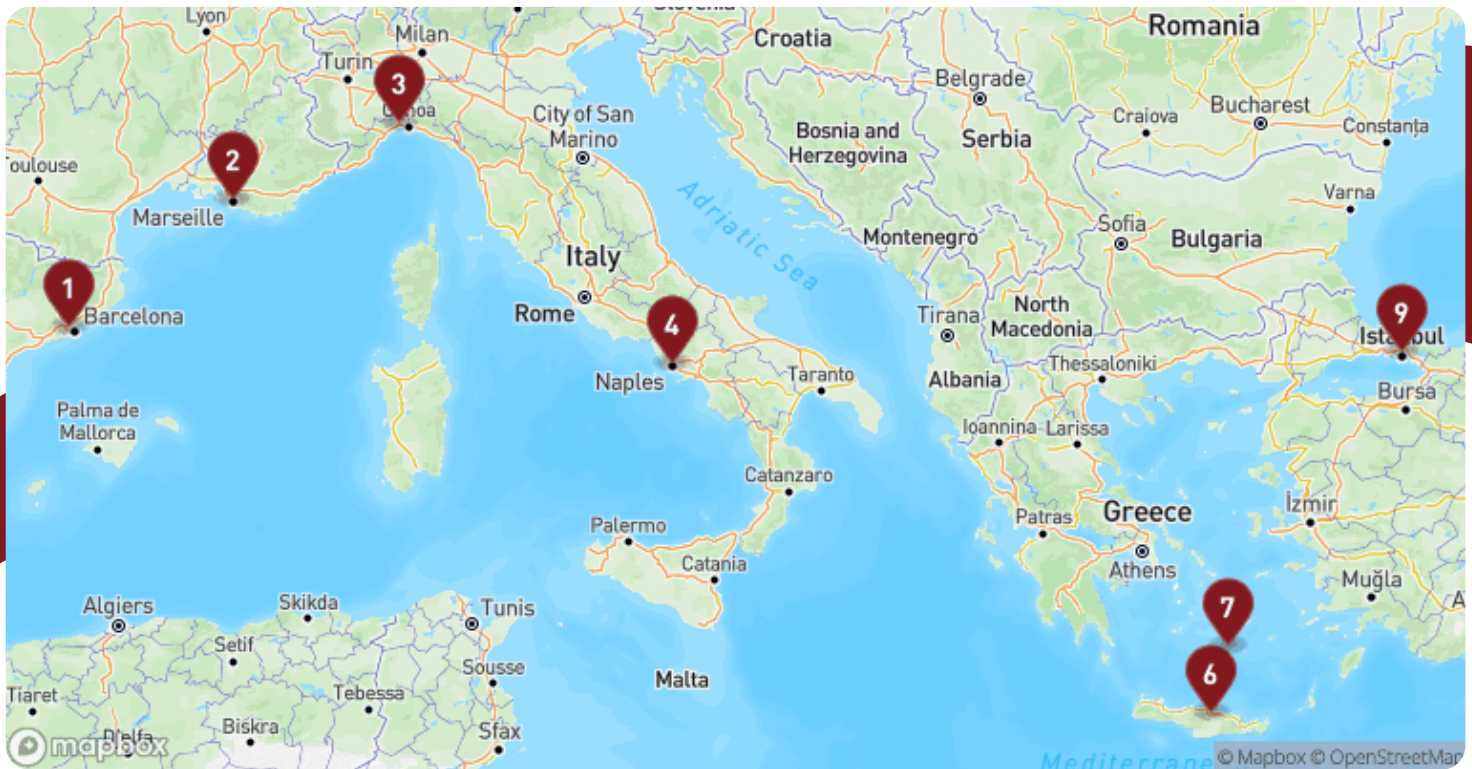 Lyon
Milan
Turin
3
Genoa
City of San
Marino
Croatia
Romania
Belgrade
Craiova
Bucharest
Constanța
Bosnia and
Herzegovina
Serbia
Toulouse
2
Marseille
Adriatic Sea
Varna
Sofia
Bulgaria
Montenegro
Italy
1
Barcelona
Rome
4
Naples
Tirana
North
Macedonia
9
Istanbul
Thessaloniki
Albania
Taranto
Bursa
Palma de
Mallorca
Ioannina
Larissa
Catanzaro
İzmir
Palermo
Patras
Greece
Catania
Athens
Muğla
Algiers
Skikda
Tunis
7
Setif
Sousse
Malta
6
Tiaret
Tebessa
Biskra
Sfax
Djelfa
mapbox
Mediterrane
© Mapbox © OpenStreetMap